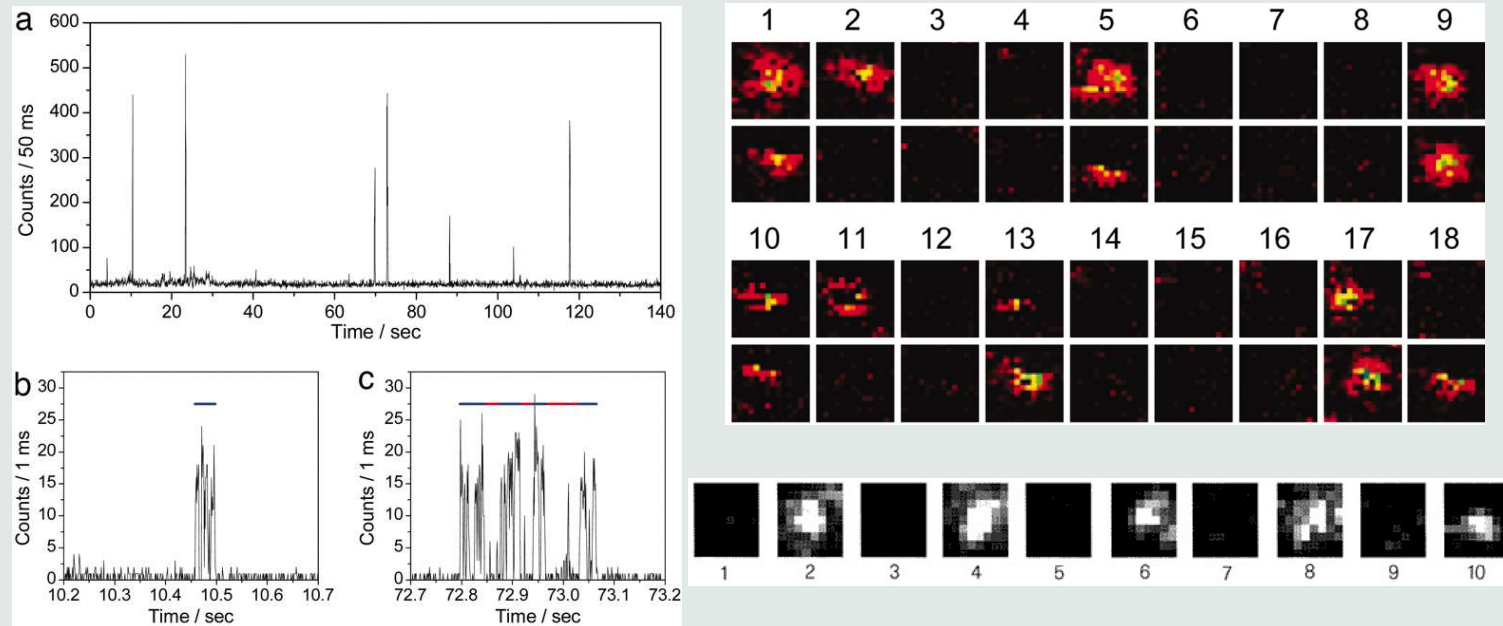 a
600
500
400
300
200
100
0
Counts / 50 ms
0 20 40 60 80 100 120 140
Time / sec
b
30
25
20
15
10
5
0
Counts / 1 ms
10.2 10.3 10.4 10.5 10.6 10.7
Time / sec
c
30
25
20
15
10
5
0
Counts / 1 ms
72.7 72.8 72.9 73.0 73.1 73.2
Time / sec
1 2 3 4 5 6 7 8 9
10 11 12 13 14 15 16 17 18
1 2 3 4 5 6 7 8 9 10